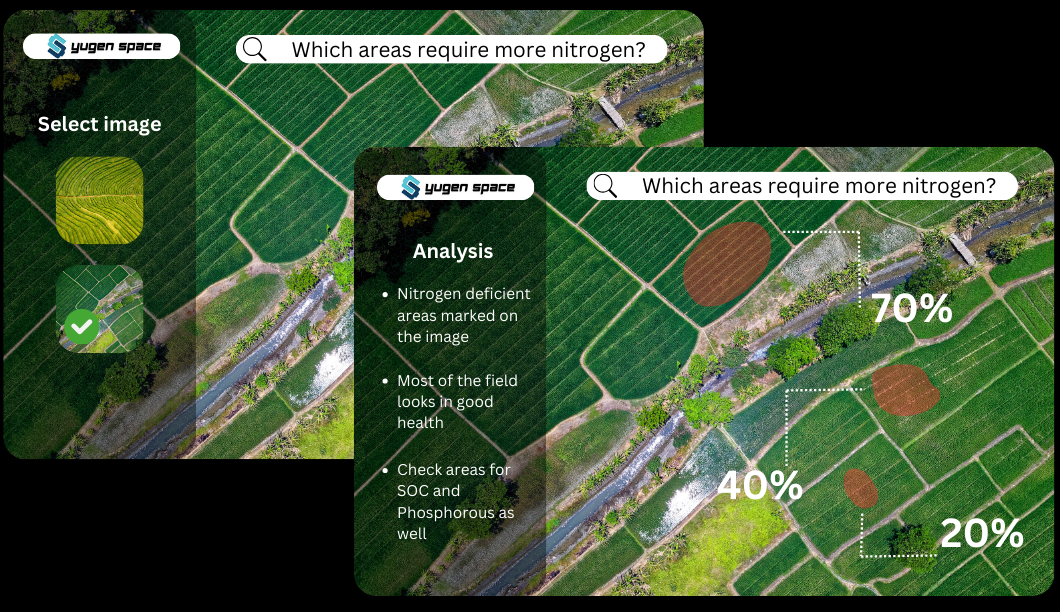 yugen space
Which areas require more nitrogen?
Select image
yugen space
Which areas require more nitrogen?
Analysis
• Nitrogen deficient
areas marked on
the image
• Most of the field
looks in good
health
• Check areas for
SOC and
Phosphorous as
well
70%
40%
20%